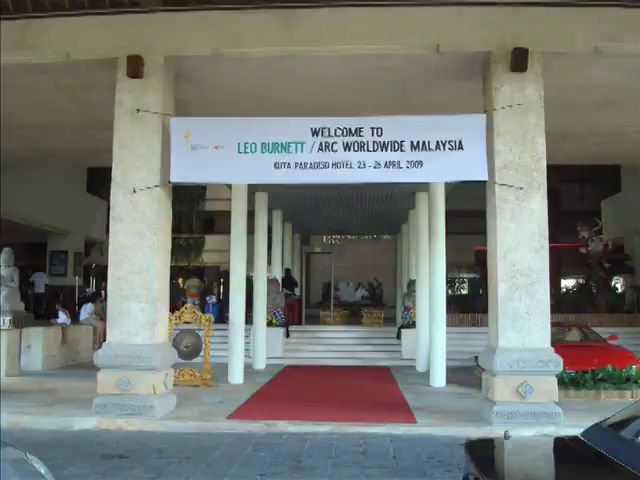 WELCOME TO
LEO BURNETT / ARC WORLDWIDE MALAYSIA
KUTA PARADISO HOTEL, 23 - 26 APRIL 2009